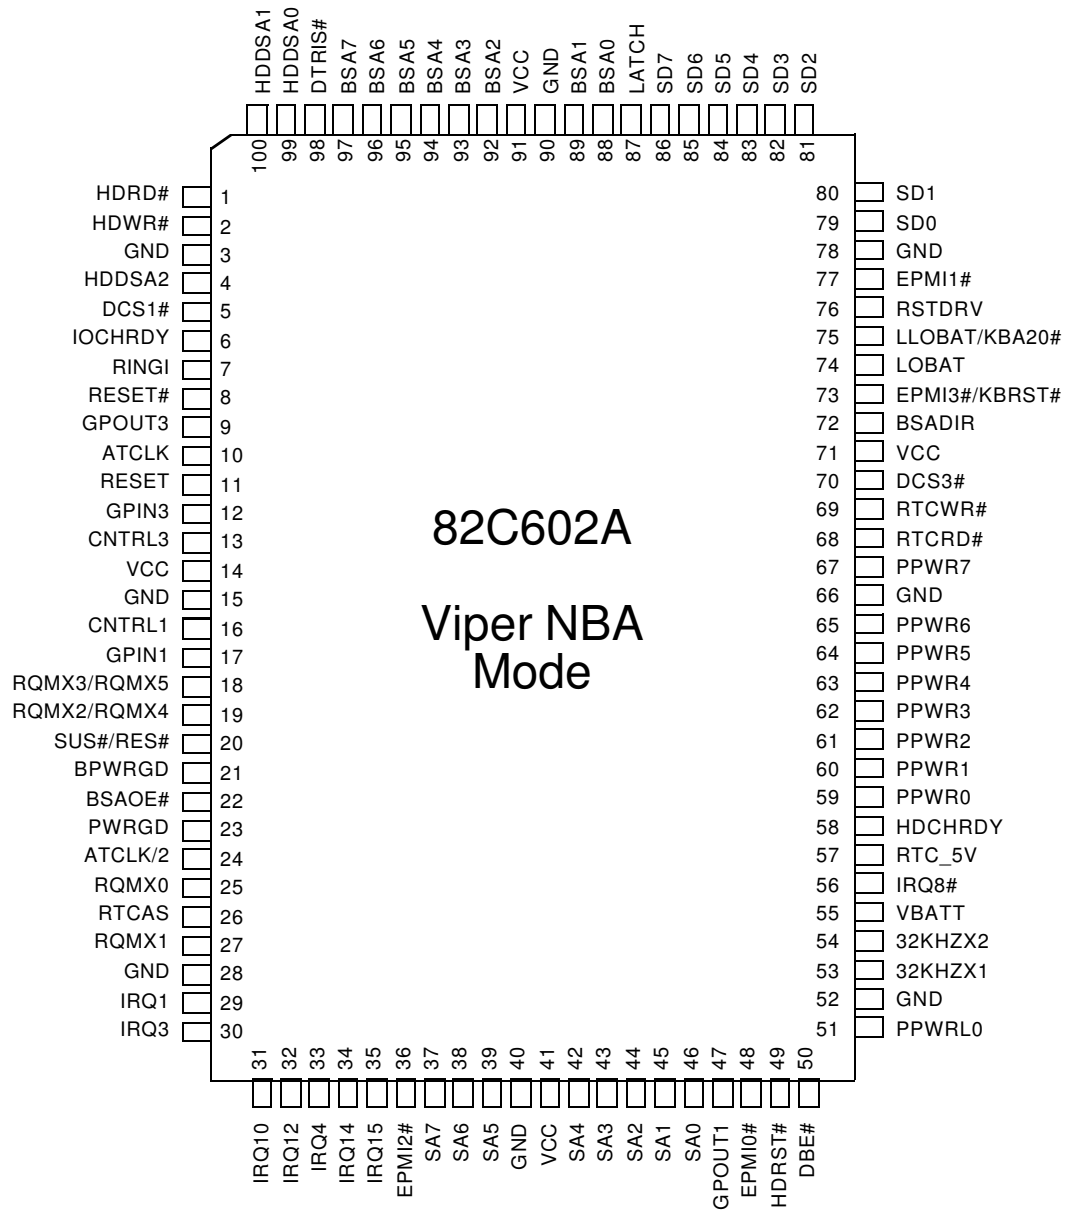 HDDSA1 HDDSA0 DTRIS# BSA7 BSA6 BSA5 BSA4 BSA3 BSA2 VCC GND BSA1 BSA0 LATCH SD7 SD6 SD5 SD4 SD3 SD2
100 99 98 97 96 95 94 93 92 91 90 89 88 87 86 85 84 83 82 81
HDRD# 1 80 SD1
HDWR# 2 79 SD0
GND 3 78 GND
HDDSA2 4 77 EPMI1#
DCS1# 5 76 RSTDRV
IOCHRDY 6 75 LLOBAT/KBA20#
RINGI 7 74 LOBAT
RESET# 8 73 EPMI3#/KBRST#
GPOUT3 9 72 BSADIR
ATCLK 10 71 VCC
RESET 11 70 DCS3#
GPIN3 12 69 RTCWR#
CNTRL3 13 68 RTCRD#
VCC 14 67 PPWR7
GND 15 66 GND
CNTRL1 16 65 PPWR6
GPIN1 17 64 PPWR5
RQMX3/RQMX5 18 63 PPWR4
RQMX2/RQMX4 19 62 PPWR3
SUS#/RES# 20 61 PPWR2
BPWRGD 21 60 PPWR1
BSAOE# 22 59 PPWR0
PWRGD 23 58 HDCHRDY
ATCLK/2 24 57 RTC_5V
RQMX0 25 56 IRQ8#
RTCAS 26 55 VBATT
RQMX1 27 54 32KHZX2
GND 28 53 32KHZX1
IRQ1 29 52 GND
IRQ3 30 51 PPWRL0
82C602A
Viper NBA
Mode
31 32 33 34 35 36 37 38 39 40 41 42 43 44 45 46 47 48 49 50
IRQ10 IRQ12 IRQ4 IRQ14 IRQ15 EPMI2# SA7 SA6 SA5 GND VCC SA4 SA3 SA2 SA1 SA0 GPOUT1 EPMI0# HDRST# DBE#